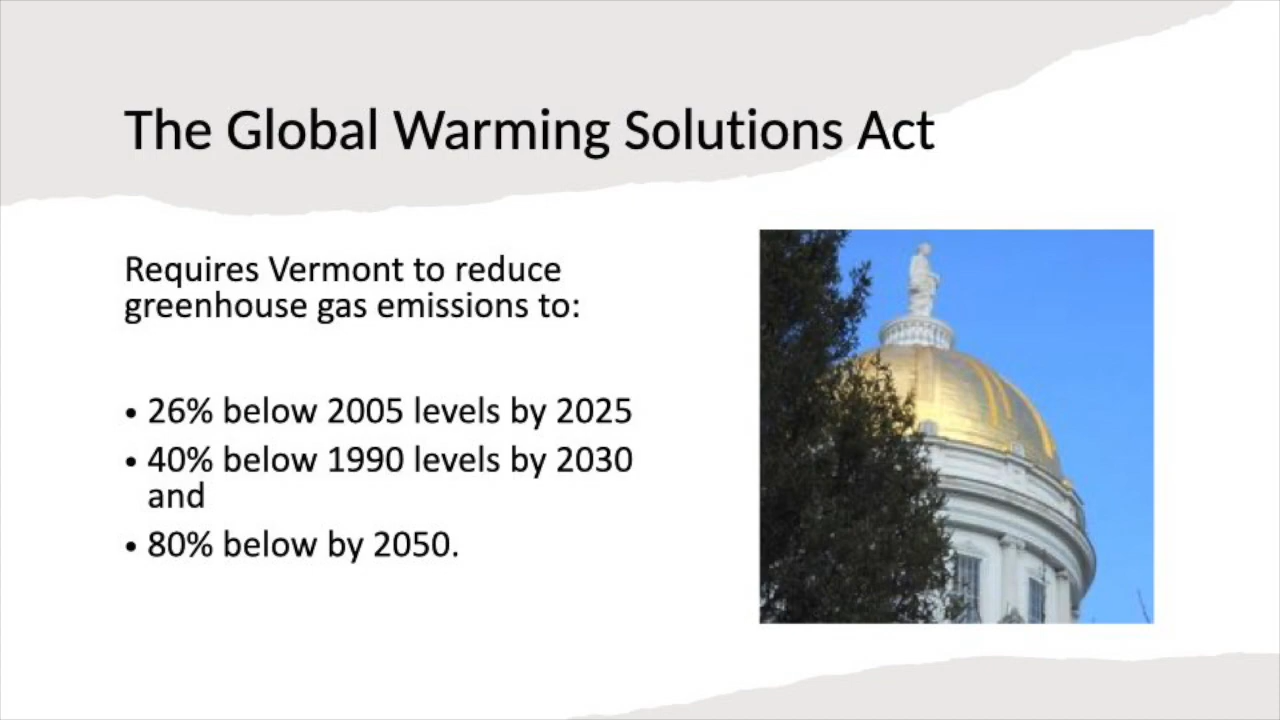 The Global Warming Solutions Act
Requires Vermont to reduce
greenhouse gas emissions to:
• 26% below 2005 levels by 2025
• 40% below 1990 levels by 2030
and
• 80% below by 2050.